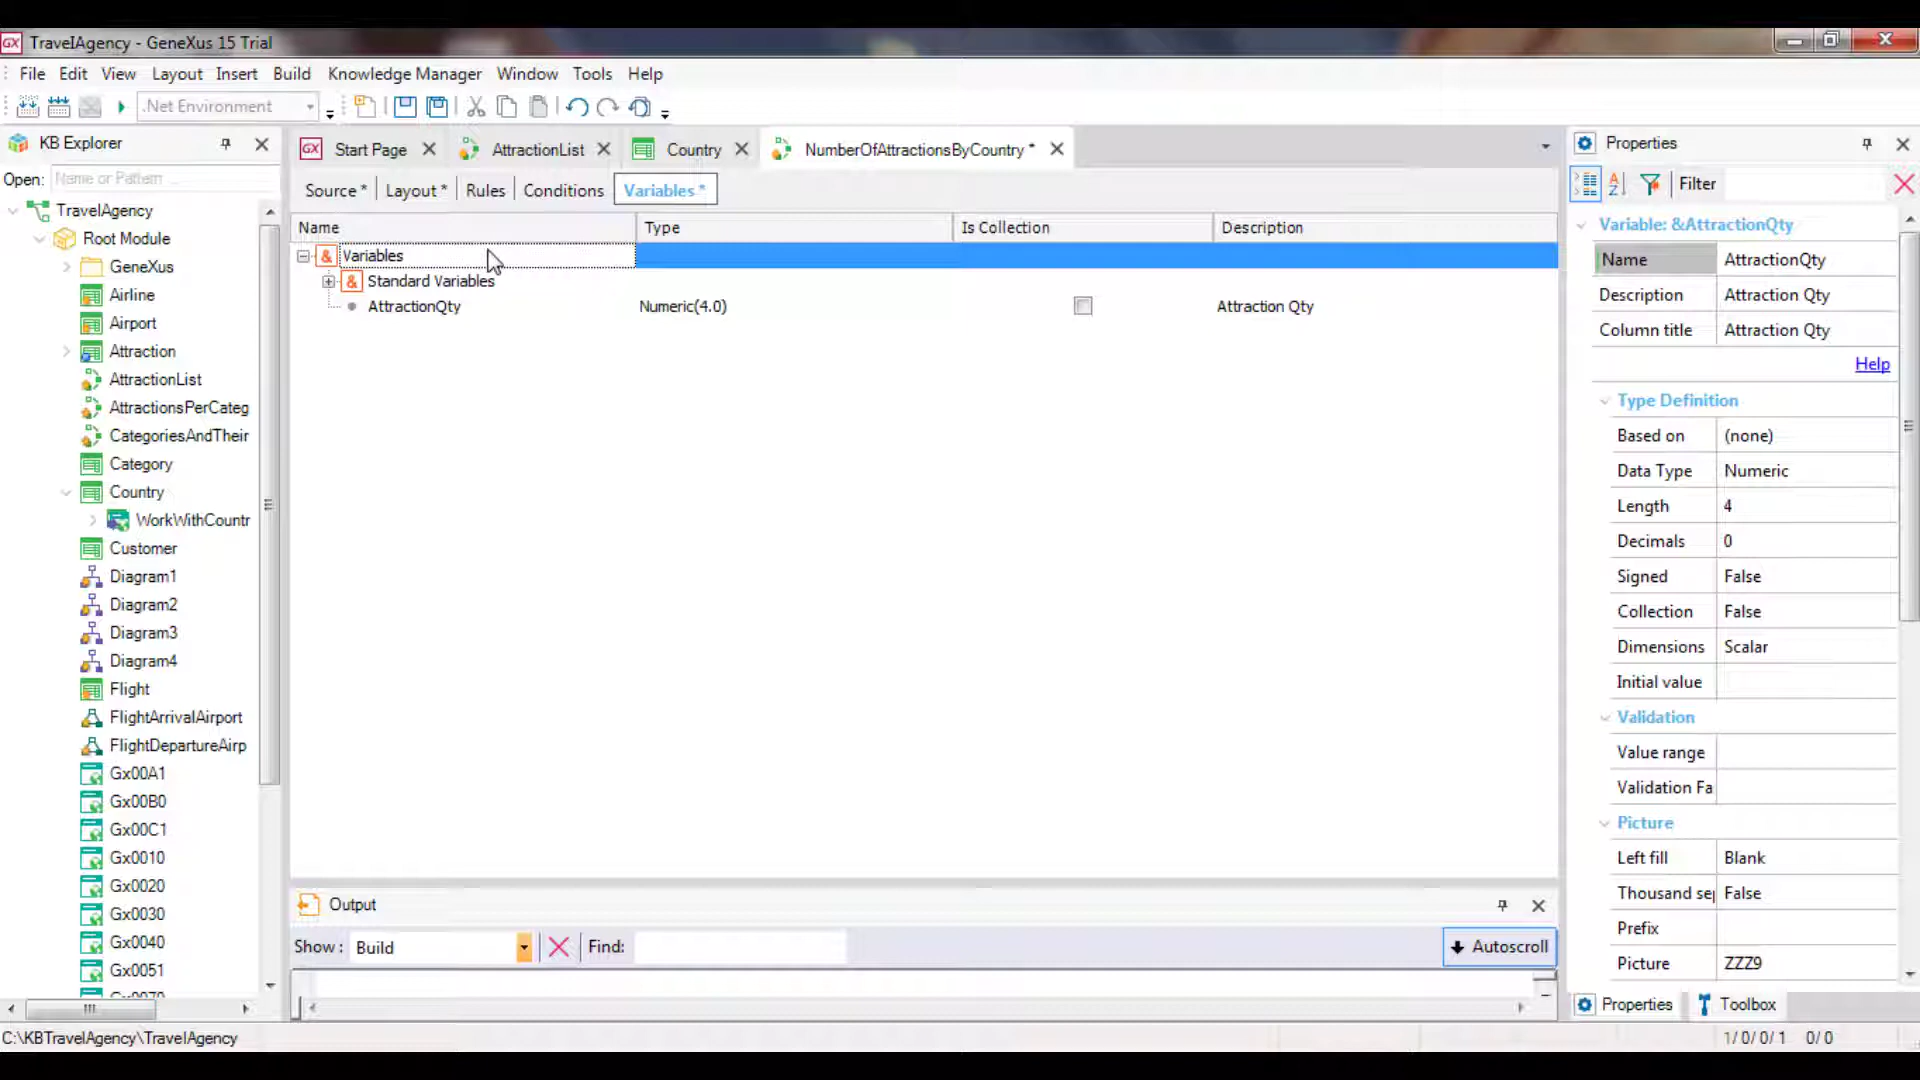 GX TravelAgency - GeneXus 15 Trial
File Edit View Layout Insert Build Knowledge Manager Window Tools Help
.Net Environment
KB Explorer
Open: Name or Pattern ...
TravelAgency
Root Module
GeneXus
Airline
Airport
Attraction
AttractionList
AttractionsPerCateg
CategoriesAndTheir
Category
Country
WorkWithCountr
Customer
Diagram1
Diagram2
Diagram3
Diagram4
Flight
FlightArrivalAirport
FlightDepartureAirp
Gx00A1
Gx00B0
Gx00C1
Gx0010
Gx0020
Gx0030
Gx0040
Gx0051
GX Start Page AttractionList Country NumberOfAttractionsByCountry *
Source * Layout * Rules Conditions Variables *
Name Type Is Collection Description
& Variables
& Standard Variables
AttractionQty Numeric(4.0) Attraction Qty
Output
Show: Build Find: Autoscroll
Properties
Filter
Variable: &AttractionQty
Name AttractionQty
Description Attraction Qty
Column title Attraction Qty
Help
Type Definition
Based on (none)
Data Type Numeric
Length 4
Decimals 0
Signed False
Collection False
Dimensions Scalar
Initial value
Validation
Value range
Validation Fa
Picture
Left fill Blank
Thousand sep False
Prefix
Picture ZZZ9
Properties Toolbox
C:\KBTravelAgency\TravelAgency 1/0/0/1 0/0